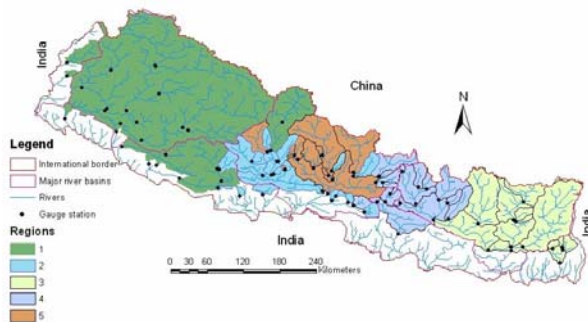 India
China
N
Legend
International border
Major river basins
Rivers
Gauge station
Regions
1
2
3
4
5
India
India
0 30 60 120 180 240
Kilometers